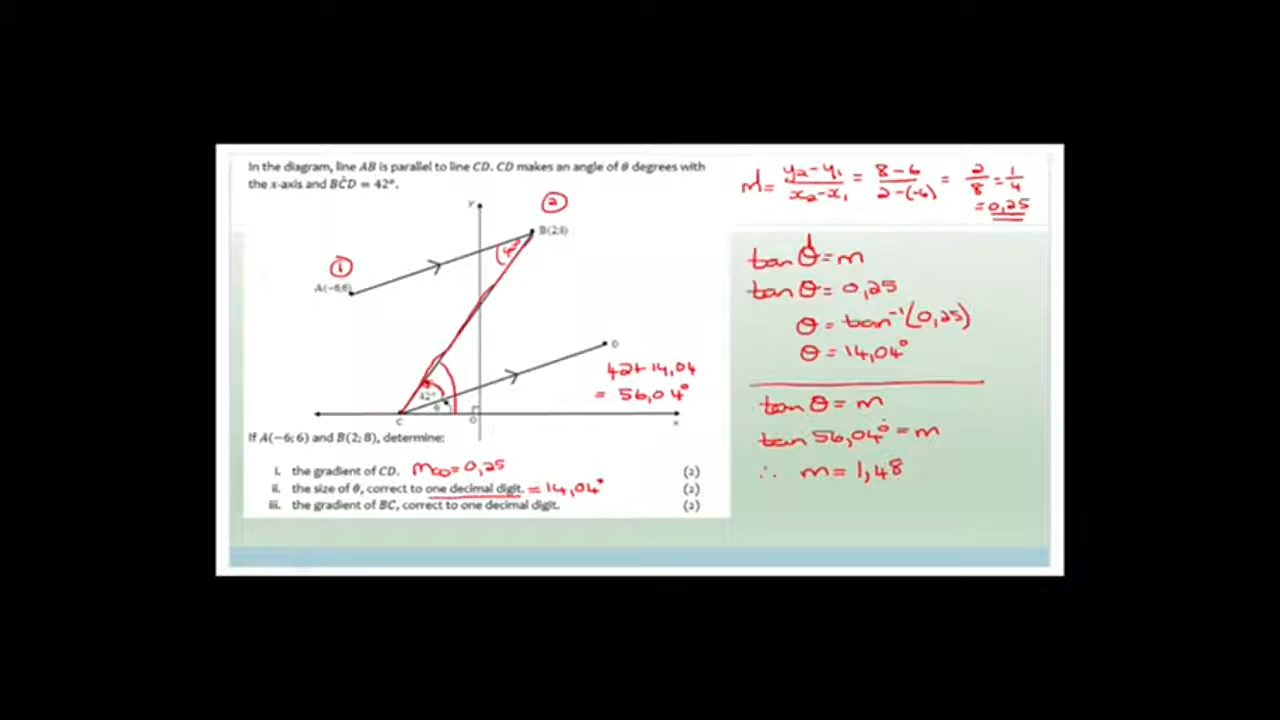 In the diagram, line AB is parallel to line CD. CD makes an angle of θ degrees with
the x-axis and BĈD = 42°.
m = y₂-y₁/x₂-x₁ = 8-6/2-(-6) = 2/8 = 1/4
= 0,25
②
y
B(2;8)
①
A(-6;6)
tan θ = m
tan θ = 0,25
θ = tan⁻¹(0,25)
θ = 14,04°
D
42+14,04
= 56,04°
42°
θ
C
O
x
tan θ = m
tan 56,04° = m
∴ m = 1,48
If A(−6; 6) and B(2; 8), determine:
i. the gradient of CD. mCD = 0,25 (2)
ii. the size of θ, correct to one decimal digit. = 14,04° (2)
iii. the gradient of BC, correct to one decimal digit. (2)